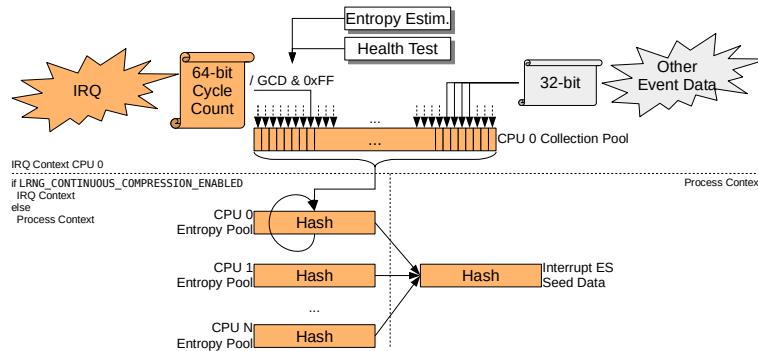 Entropy Estim.
Health Test
IRQ
64-bit
Cycle
Count
/ GCD & 0xFF
32-bit
Other
Event Data
...
...
CPU 0 Collection Pool
IRQ Context CPU 0
if LRNG_CONTINUOUS_COMPRESSION_ENABLED
IRQ Context
else
Process Context
Process Context
CPU 0
Entropy Pool
Hash
CPU 1
Entropy Pool
Hash
Hash
Interrupt ES
Seed Data
...
CPU N
Entropy Pool
Hash